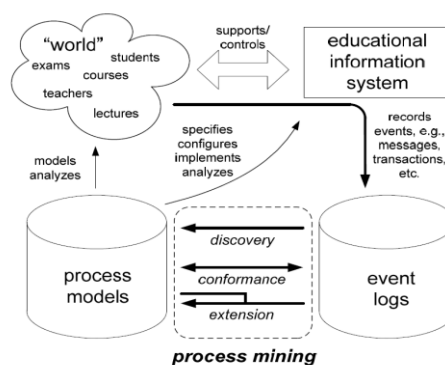 "world"
students
exams
courses
teachers
lectures
supports/
controls
educational
information
system
models
analyzes
specifies
configures
implements
analyzes
records
events, e.g.,
messages,
transactions,
etc.
process
models
discovery
conformance
extension
event
logs
process mining